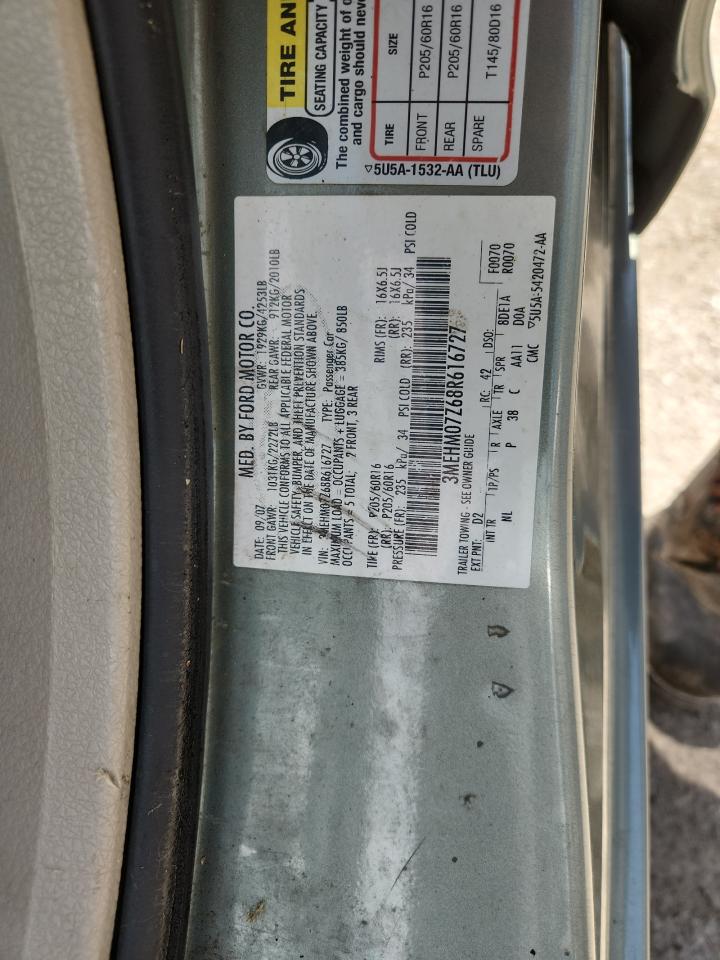 MFD. BY FORD MOTOR CO.
DATE: 09/07 GVWR: 1929KG/4253LB
FRONT GAWR: 1031KG/2272LB REAR GAWR: 912KG/2010LB
THIS VEHICLE CONFORMS TO ALL APPLICABLE FEDERAL MOTOR
VEHICLE SAFETY, BUMPER, AND THEFT PREVENTION STANDARDS
IN EFFECT ON THE DATE OF MANUFACTURE SHOWN ABOVE.
VIN: 3MEHM07Z68R616727 TYPE: Passenger Car
MAXIMUM LOAD = OCCUPANTS + LUGGAGE = 385KG/ 850LB
OCCUPANTS = 5 TOTAL: 2 FRONT, 3 REAR
TIRE (FR): P205/60R16 RIMS (FR): 16X6.5J
(RR): P205/60R16 (RR): 16X6.5J
PRESSURE (FR): 235 kPa/ 34 PSI COLD (RR): 235 kPa/ 34 PSI COLD
3MEHM07Z68R616727
TRAILER TOWING - SEE OWNER GUIDE
EXT PNT: D2 RC: 42 DSO: F0070
R0070
INT TR TP/PS R AXLE TR SPR 8DE1A
NL P 38 C AA11 D0A
CMC ▽5U5A-5420472-AA
TIRE AN
SEATING CAPACITY
The combined weight of o
and cargo should neve
TIRE SIZE
FRONT P205/60R16
REAR P205/60R16
SPARE T145/80D16
▽5U5A-1532-AA (TLU)